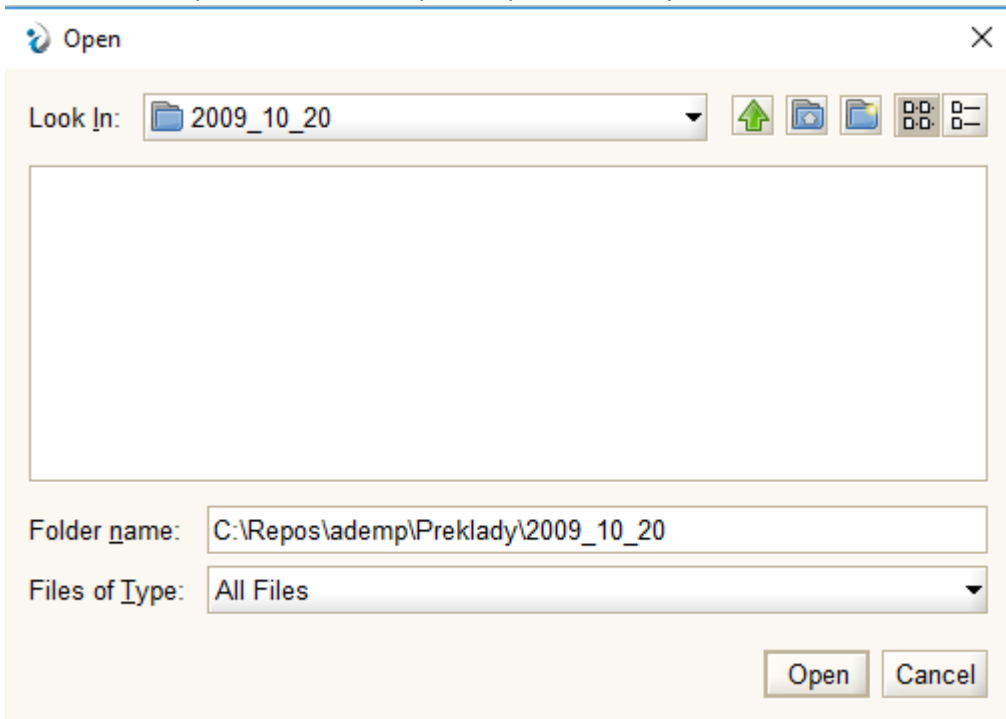 Open
Look In: 2009_10_20
Folder name: C:\Repos\ademp\Preklady\2009_10_20
Files of Type: All Files
Open Cancel